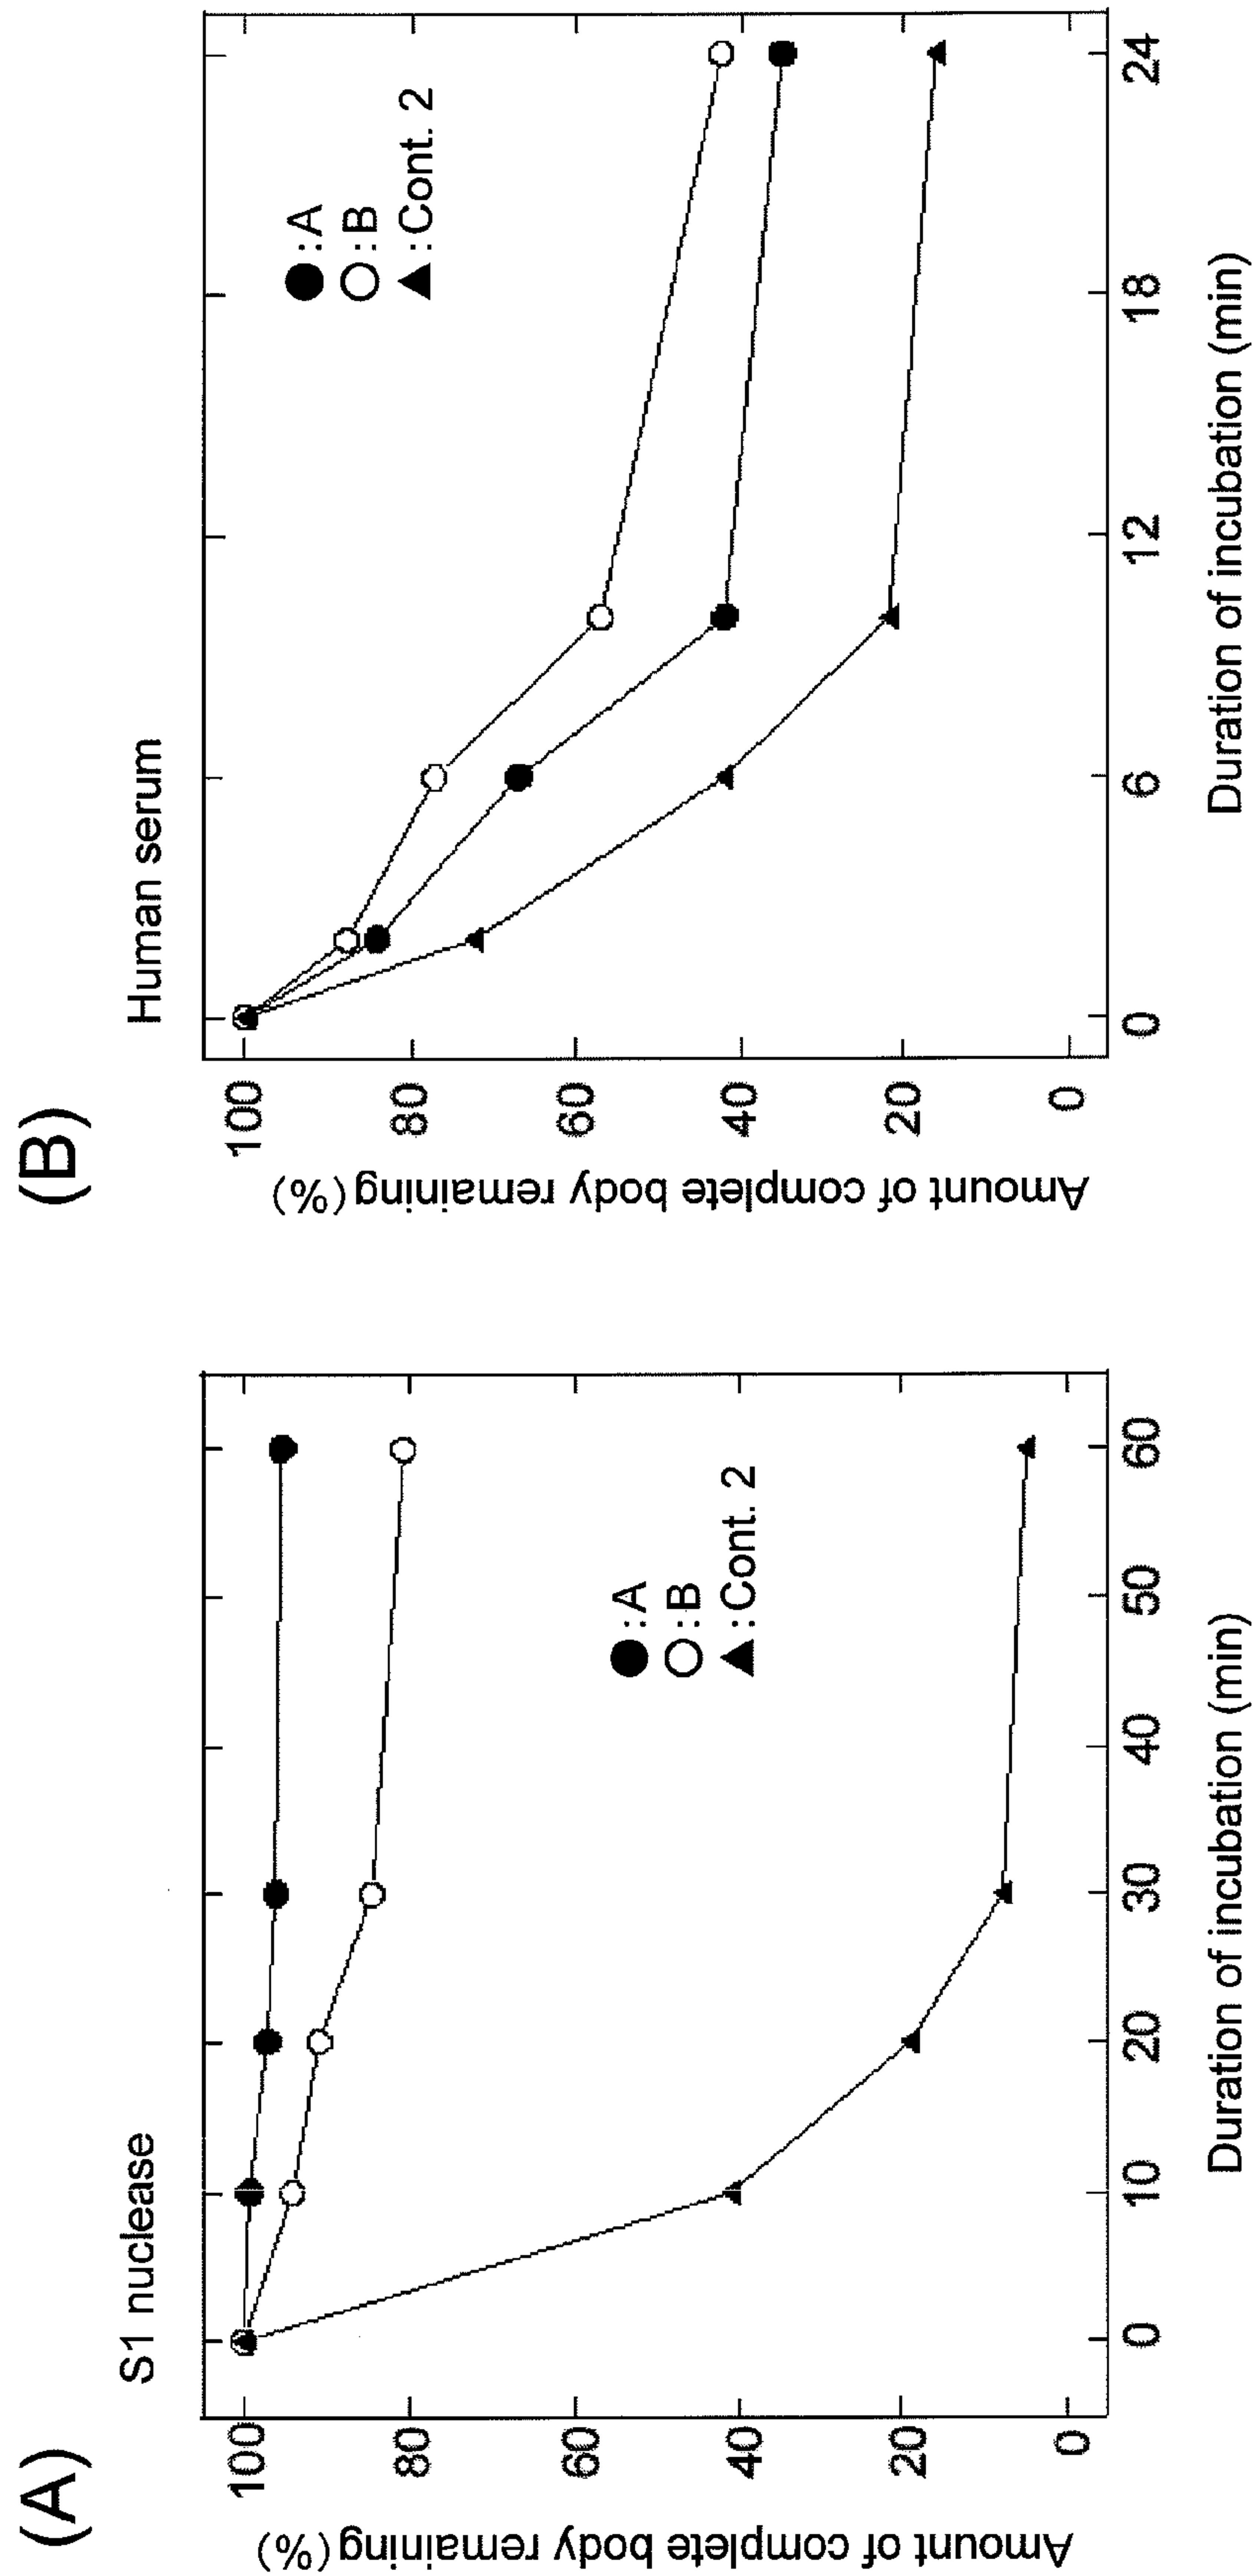 (A)
S1 nuclease
Amount of complete body remaining (%)
100
80
60
40
20
0
●:A
○:B
▲:Cont. 2
0 10 20 30 40 50 60
Duration of incubation (min)
(B)
Human serum
Amount of complete body remaining (%)
100
80
60
40
20
0
●:A
○:B
▲:Cont. 2
0 6 12 18 24
Duration of incubation (min)